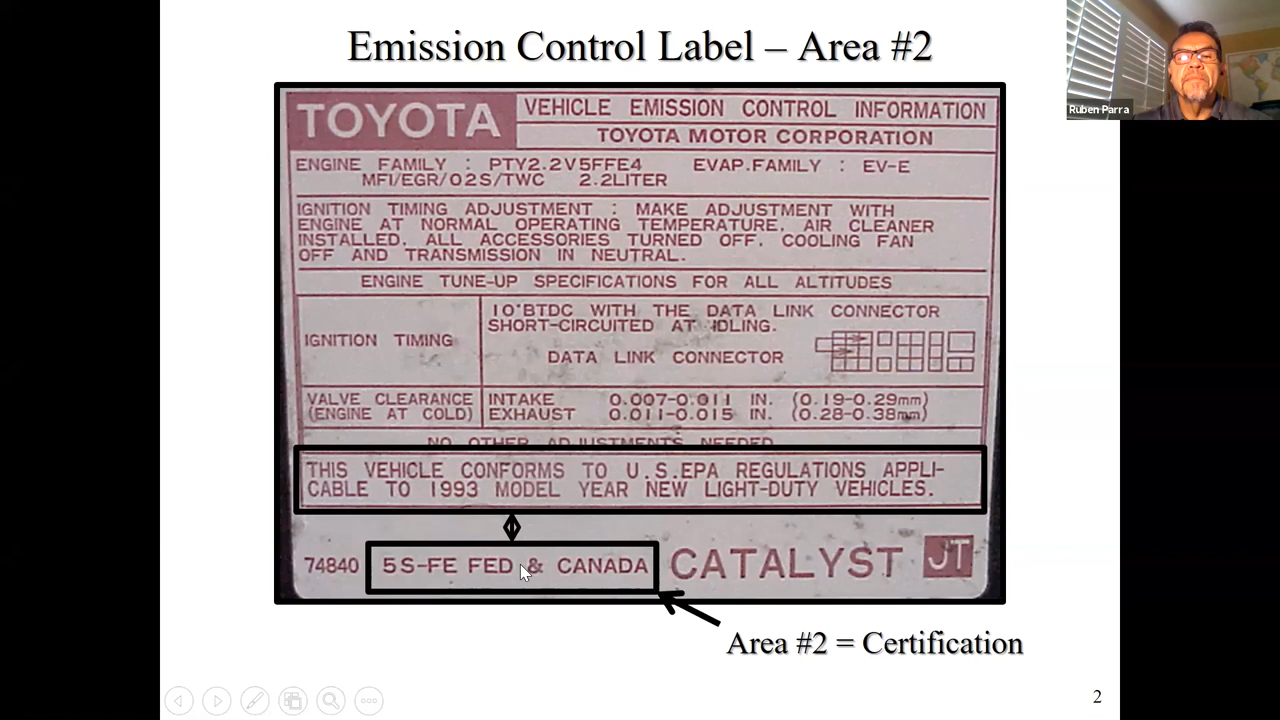 Emission Control Label – Area #2
Ruben Parra
TOYOTA
VEHICLE EMISSION CONTROL INFORMATION
TOYOTA MOTOR CORPORATION
ENGINE FAMILY : PTY2.2V5FFE4 EVAP.FAMILY : EV-E
MFI/EGR/O2S/TWC 2.2LITER
IGNITION TIMING ADJUSTMENT : MAKE ADJUSTMENT WITH
ENGINE AT NORMAL OPERATING TEMPERATURE, AIR CLEANER
INSTALLED, ALL ACCESSORIES TURNED OFF, COOLING FAN
OFF AND TRANSMISSION IN NEUTRAL.
ENGINE TUNE-UP SPECIFICATIONS FOR ALL ALTITUDES
IGNITION TIMING
10°BTDC WITH THE DATA LINK CONNECTOR
SHORT-CIRCUITED AT IDLING.
DATA LINK CONNECTOR
VALVE CLEARANCE
(ENGINE AT COLD)
INTAKE 0.007-0.011 IN. (0.19-0.29mm)
EXHAUST 0.011-0.015 IN. (0.28-0.38mm)
NO OTHER ADJUSTMENTS NEEDED
THIS VEHICLE CONFORMS TO U.S.EPA REGULATIONS APPLI-
CABLE TO 1993 MODEL YEAR NEW LIGHT-DUTY VEHICLES.
74840 5S-FE FED & CANADA CATALYST JT
Area #2 = Certification
2